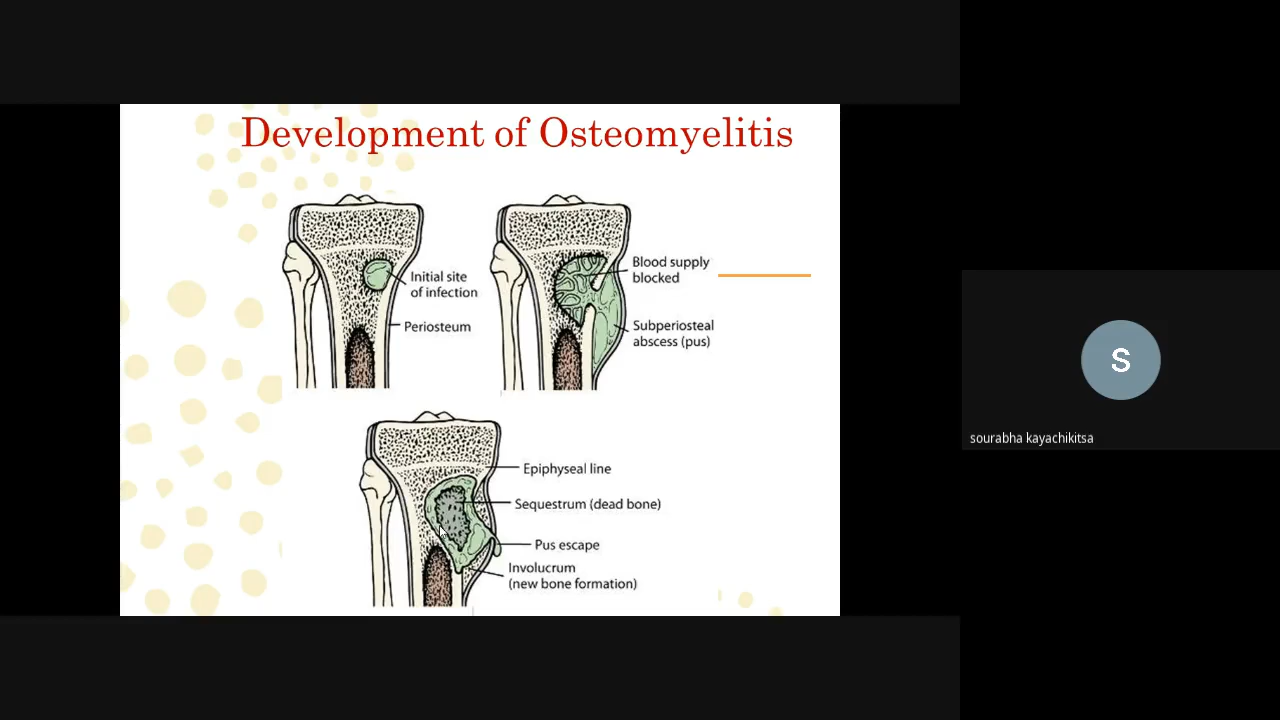 Development of Osteomyelitis
Initial site
of infection
Periosteum
Blood supply
blocked
Subperiosteal
abscess (pus)
Epiphyseal line
Sequestrum (dead bone)
Pus escape
Involucrum
(new bone formation)
S
sourabha kayachikitsa